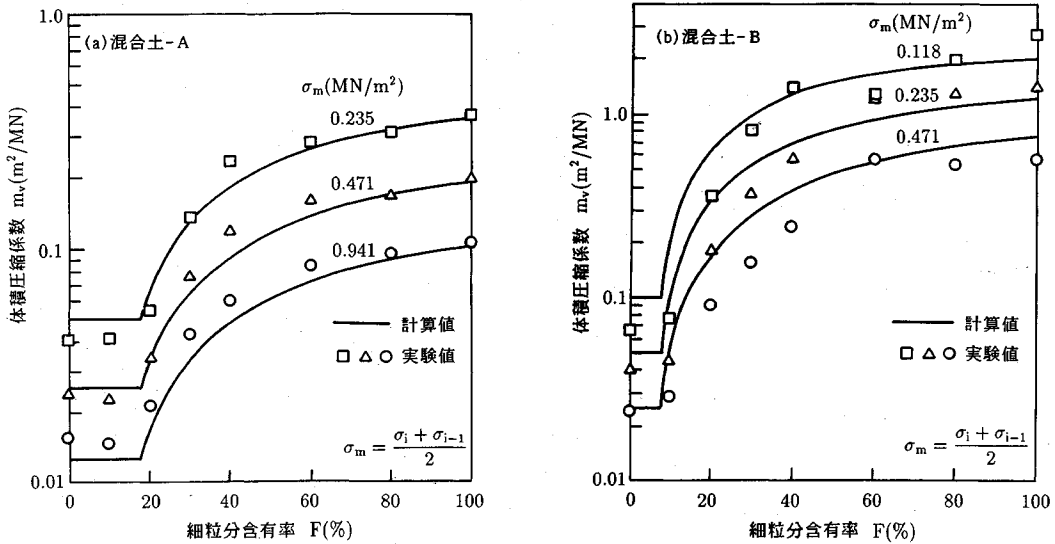 (a)混合土-A
σm(MN/m²)
0.235
0.471
0.941
計算値
実験値
σm = (σi + σi−1) / 2
体積圧縮係数 mv(m²/MN)
1.0
0.1
0.01
0 20 40 60 80 100
細粒分含有率 F(%)
(b)混合土-B
σm(MN/m²)
0.118
0.235
0.471
計算値
実験値
σm = (σi + σi−1) / 2
体積圧縮係数 mv(m²/MN)
1.0
0.1
0.01
0 20 40 60 80 100
細粒分含有率 F(%)